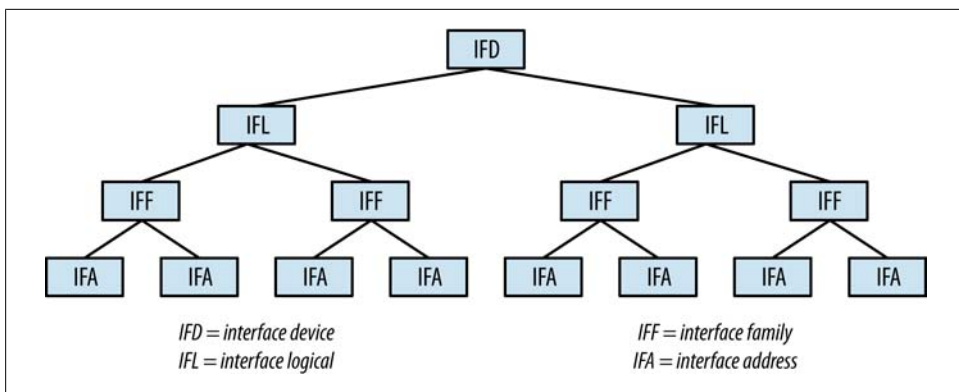 IFD
IFL IFL
IFF IFF IFF IFF
IFA IFA IFA IFA IFA IFA IFA IFA
IFD = interface device
IFL = interface logical
IFF = interface family
IFA = interface address